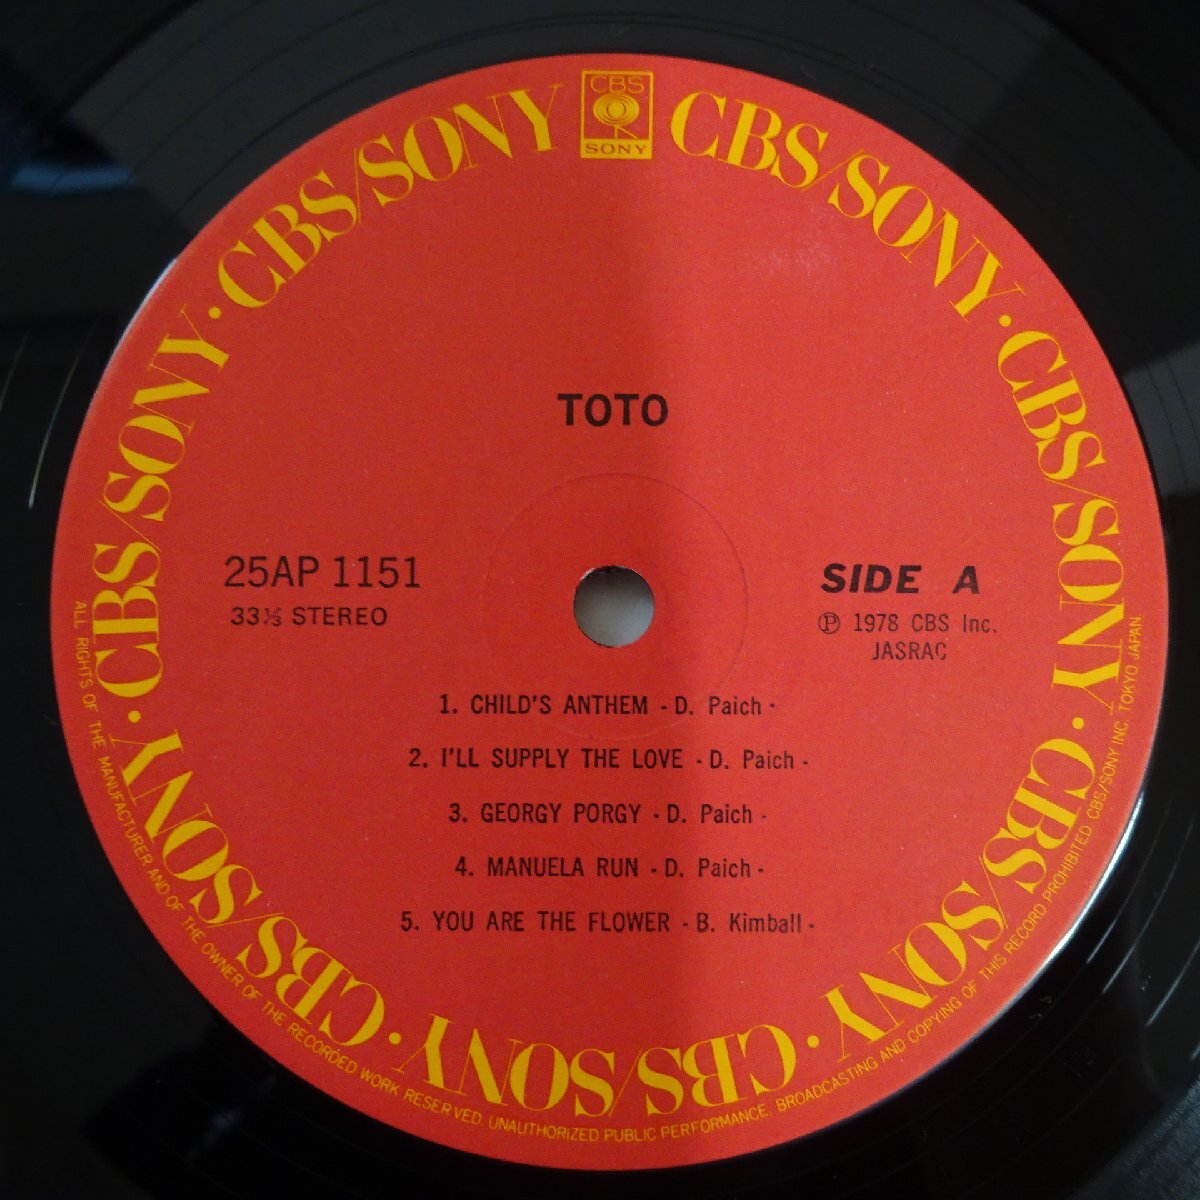 CBS
SONY
CBS/SONY · CBS/SONY · CBS/SONY · CBS/SONY · CBS/SONY · CBS/SONY · CBS/SONY · CBS/SONY
TOTO
25AP 1151
33⅓ STEREO
SIDE A
Ⓟ 1978 CBS Inc.
JASRAC
1. CHILD'S ANTHEM - D. Paich -
2. I'LL SUPPLY THE LOVE - D. Paich -
3. GEORGY PORGY - D. Paich -
4. MANUELA RUN - D. Paich -
5. YOU ARE THE FLOWER - B. Kimball -
ALL RIGHTS OF THE MANUFACTURER AND OF THE OWNER OF THE RECORDED WORK RESERVED. UNAUTHORIZED PUBLIC PERFORMANCE, BROADCASTING AND COPYING OF THIS RECORD PROHIBITED CBS/SONY INC. TOKYO JAPAN